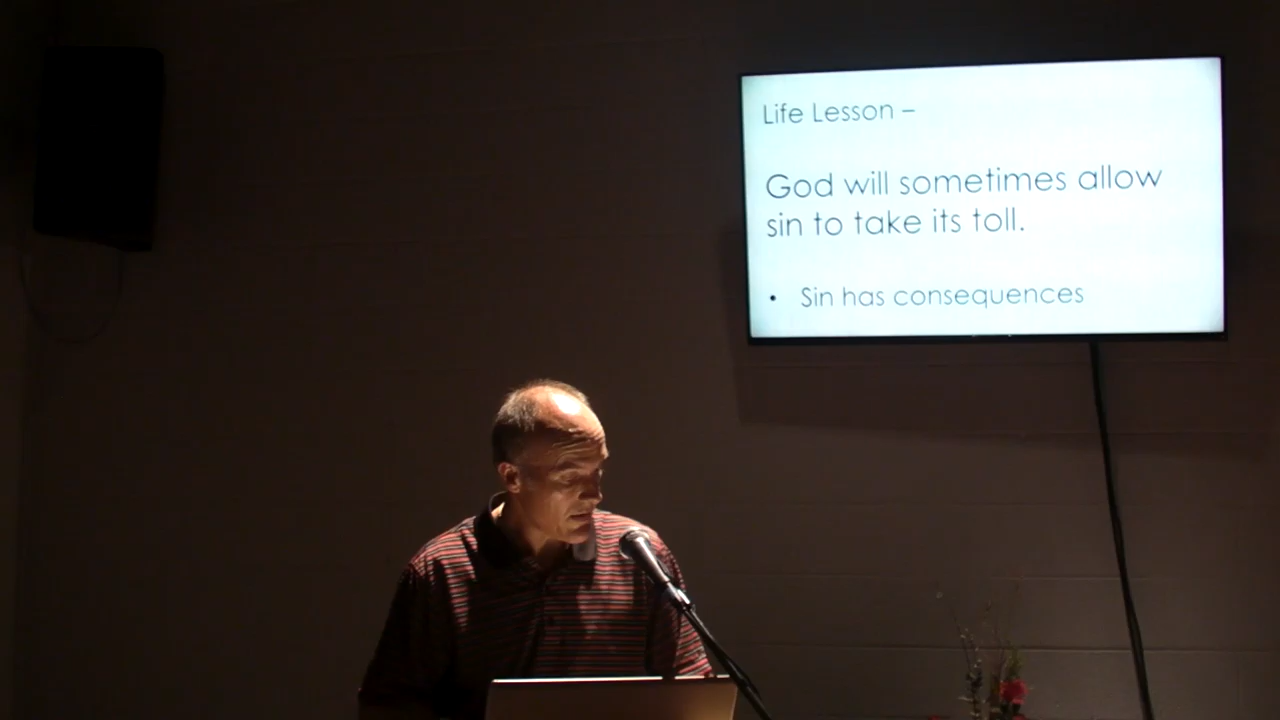 Life Lesson –
God will sometimes allow
sin to take its toll.
• Sin has consequences